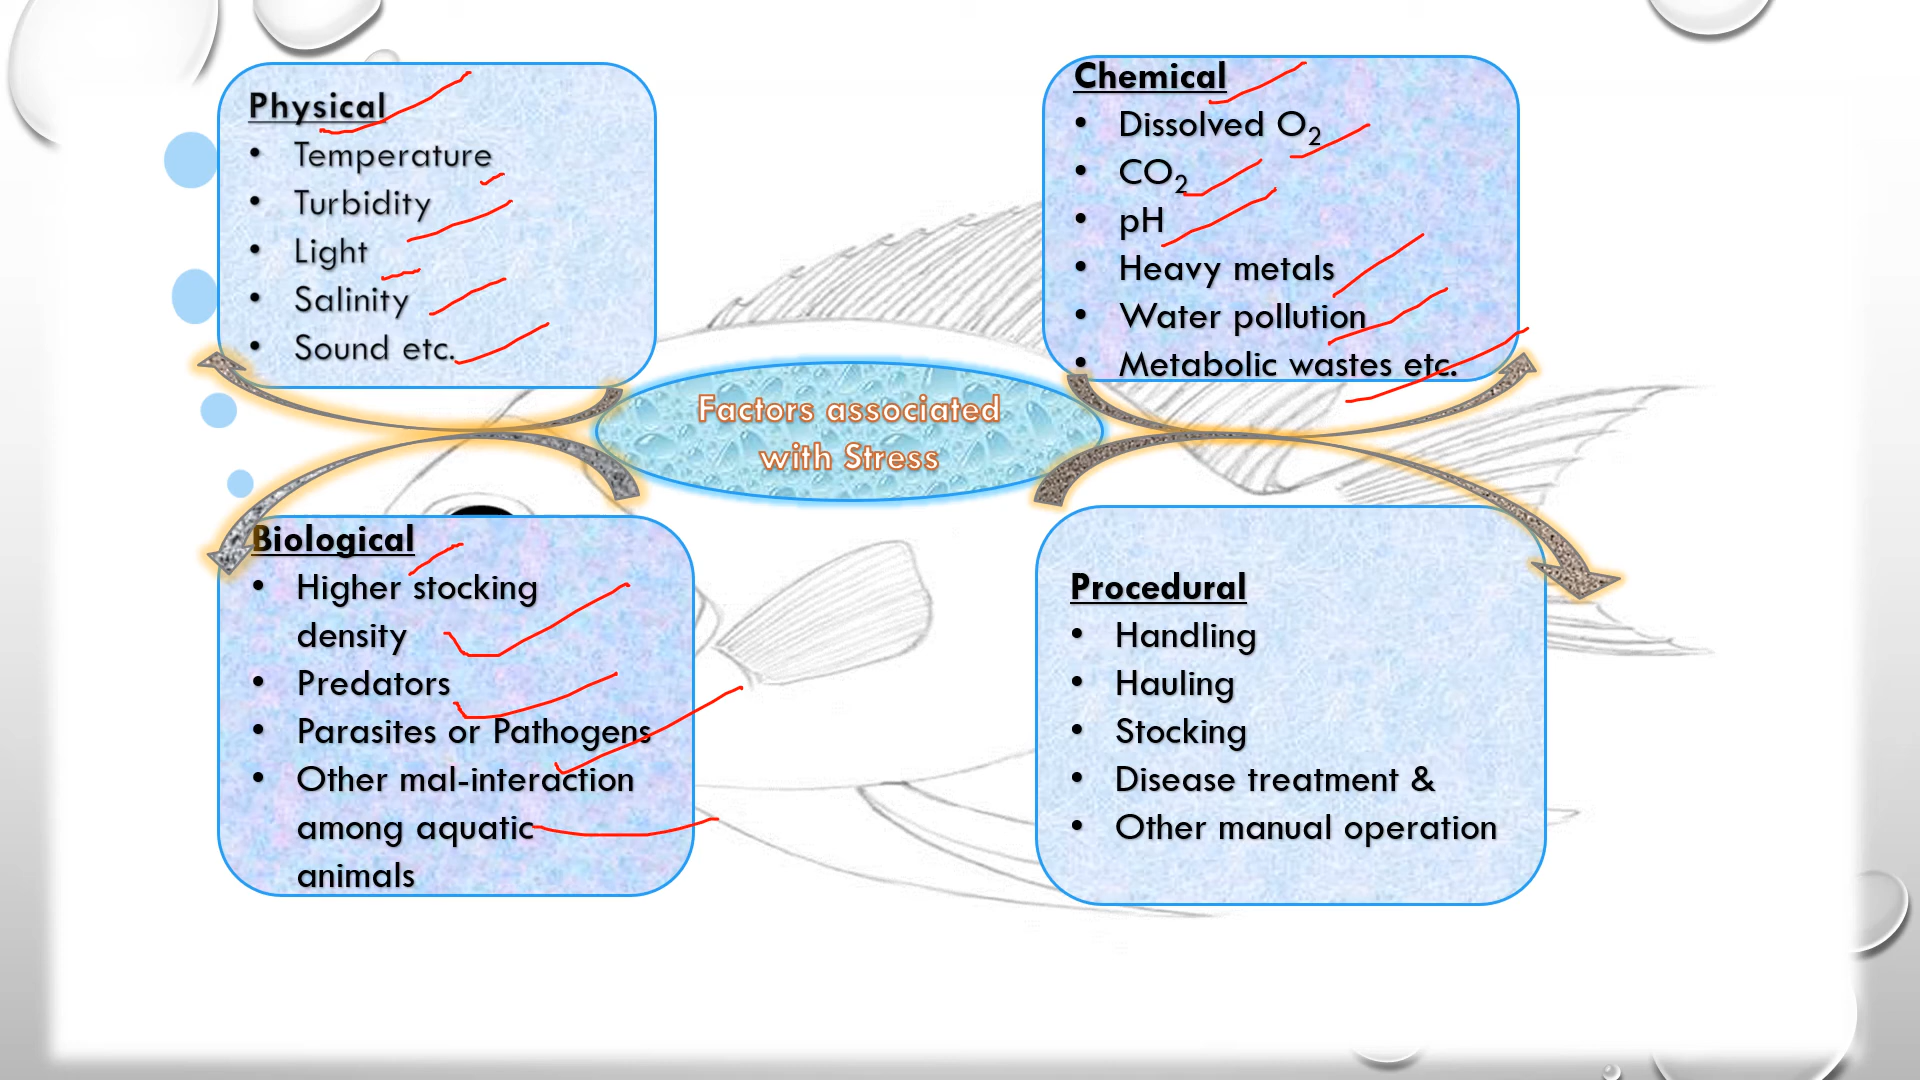 Physical
• Temperature
• Turbidity
• Light
• Salinity
• Sound etc.
Chemical
• Dissolved O₂
• CO₂
• pH
• Heavy metals
• Water pollution
• Metabolic wastes etc.
Factors associated
with Stress
Biological
• Higher stocking
density
• Predators
• Parasites or Pathogens
• Other mal-interaction
among aquatic
animals
Procedural
• Handling
• Hauling
• Stocking
• Disease treatment &
• Other manual operation